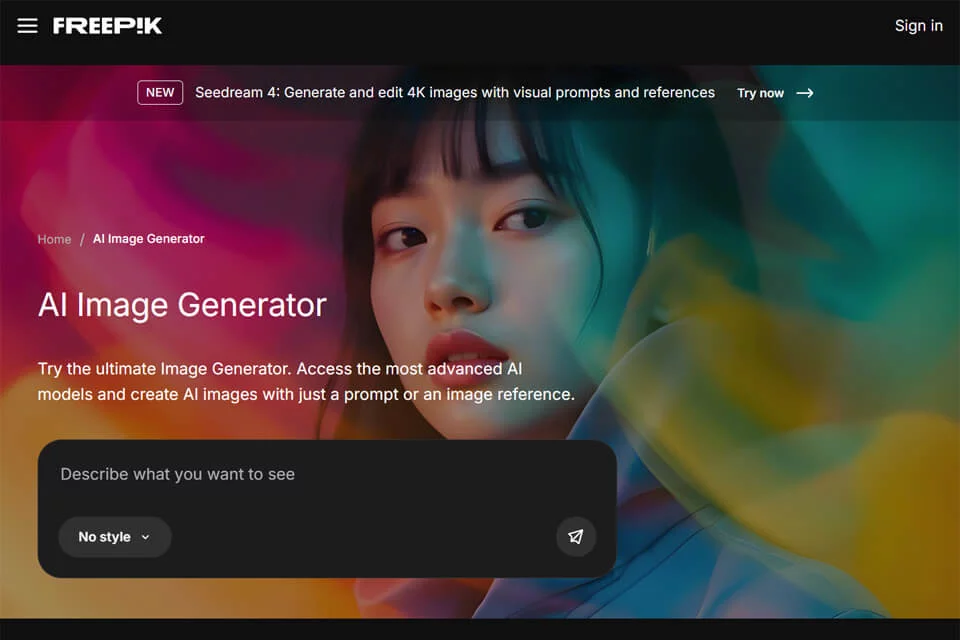 FREEP!K
Sign in
NEW Seedream 4: Generate and edit 4K images with visual prompts and references Try now →
Home / AI Image Generator
AI Image Generator
Try the ultimate Image Generator. Access the most advanced AI
models and create AI images with just a prompt or an image reference.
Describe what you want to see
No style